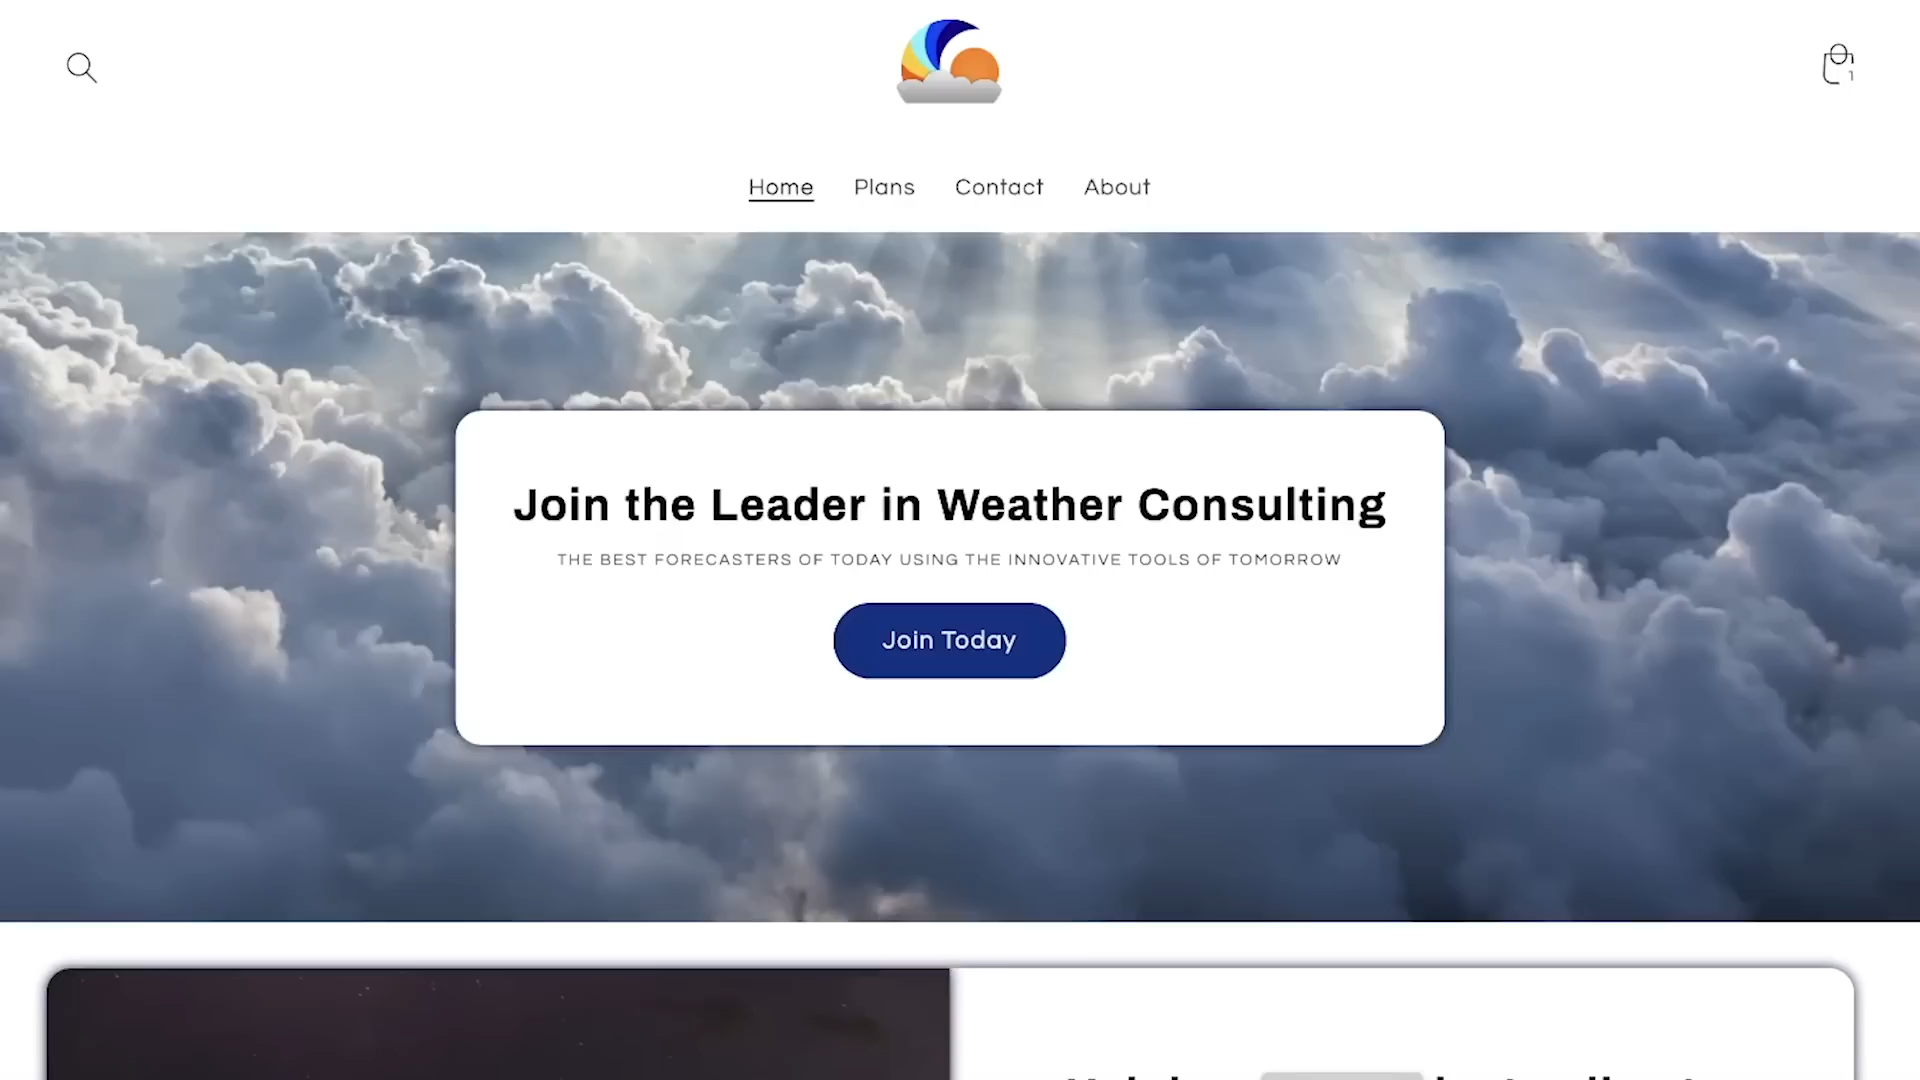 1
Home Plans Contact About
Join the Leader in Weather Consulting
THE BEST FORECASTERS OF TODAY USING THE INNOVATIVE TOOLS OF TOMORROW
Join Today